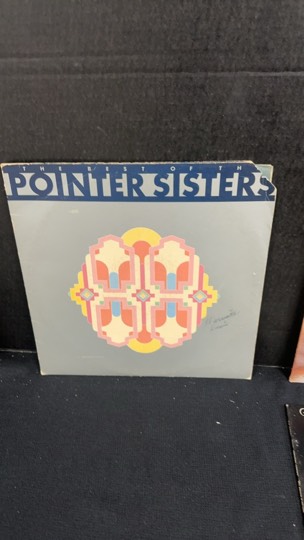 THE BEST OF THE
POINTER SISTERS